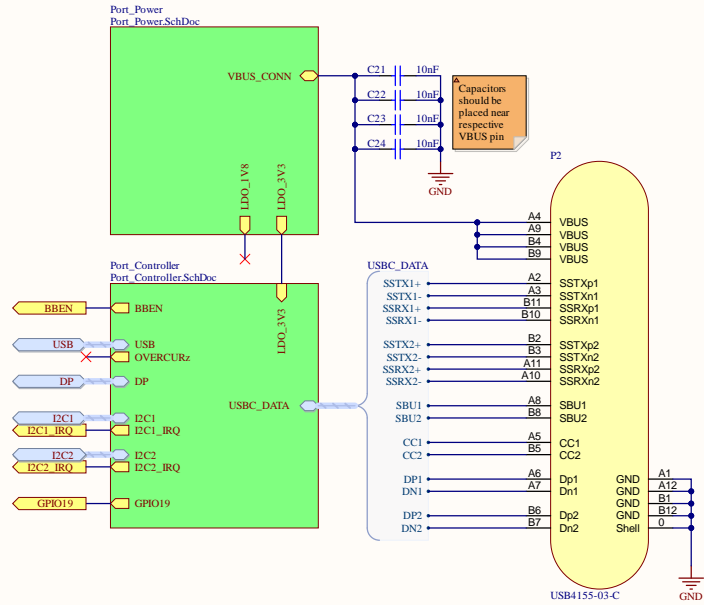 Port_Power
Port_Power.SchDoc
VBUS_CONN
LDO_1V8
LDO_3V3
C21 10nF
C22 10nF
C23 10nF
C24 10nF
GND
Capacitors
should be
placed near
respective
VBUS pin
P2
Port_Controller
Port_Controller.SchDoc
LDO_3V3
BBEN BBEN
USB USB
OVERCURz
DP DP
I2C1 I2C1
I2C1_IRQ I2C1_IRQ
I2C2 I2C2
I2C2_IRQ I2C2_IRQ
GPIO19 GPIO19
USBC_DATA
USBC_DATA
A4 VBUS
A9 VBUS
B4 VBUS
B9 VBUS
SSTX1+ A2 SSTXp1
SSTX1- A3 SSTXn1
SSRX1+ B11 SSRXp1
SSRX1- B10 SSRXn1
SSTX2+ B2 SSTXp2
SSTX2- B3 SSTXn2
SSRX2+ A11 SSRXp2
SSRX2- A10 SSRXn2
SBU1 A8 SBU1
SBU2 B8 SBU2
CC1 A5 CC1
CC2 B5 CC2
DP1 A6 Dp1 GND A1
DN1 A7 Dn1 GND A12
GND B1
DP2 B6 Dp2 GND B12
DN2 B7 Dn2 Shell 0
GND
USB4155-03-C